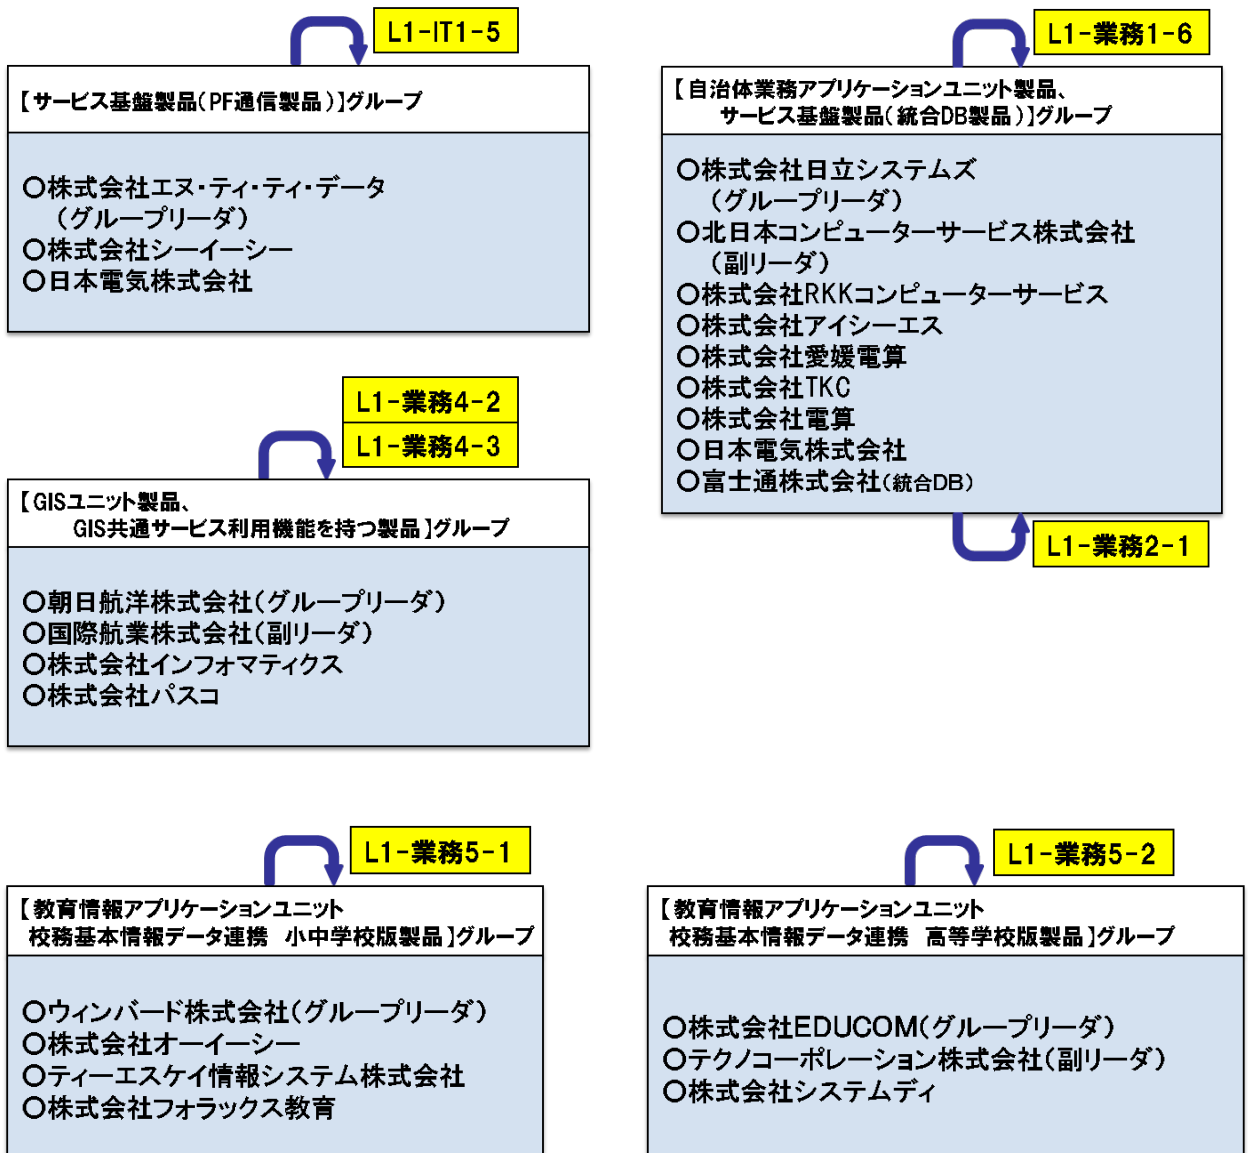 L1-IT1-5
【サービス基盤製品(PF通信製品)】グループ
○株式会社エヌ・ティ・ティ・データ
(グループリーダ)
○株式会社シーイーシー
○日本電気株式会社
L1-業務1-6
【自治体業務アプリケーションユニット製品、
サービス基盤製品(統合DB製品)】グループ
○株式会社日立システムズ
(グループリーダ)
○北日本コンピューターサービス株式会社
(副リーダ)
○株式会社RKKコンピューターサービス
○株式会社アイシーエス
○株式会社愛媛電算
○株式会社TKC
○株式会社電算
○日本電気株式会社
○富士通株式会社(統合DB)
L1-業務2-1
L1-業務4-2
L1-業務4-3
【GISユニット製品、
GIS共通サービス利用機能を持つ製品】グループ
○朝日航洋株式会社(グループリーダ)
○国際航業株式会社(副リーダ)
○株式会社インフォマティクス
○株式会社パスコ
L1-業務5-1
【教育情報アプリケーションユニット
校務基本情報データ連携　小中学校版製品】グループ
○ウィンバード株式会社(グループリーダ)
○株式会社オーイーシー
○ティーエスケイ情報システム株式会社
○株式会社フォラックス教育
L1-業務5-2
【教育情報アプリケーションユニット
校務基本情報データ連携　高等学校版製品】グループ
○株式会社EDUCOM(グループリーダ)
○テクノコーポレーション株式会社(副リーダ)
○株式会社システムディ